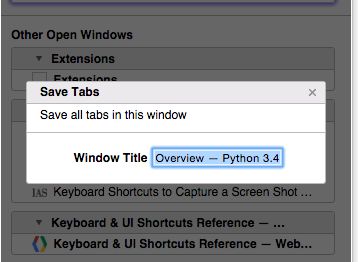 Other Open Windows
Extensions
Extensions
Save Tabs
Save all tabs in this window
Window Title Overview — Python 3.4
IAS Keyboard Shortcuts to Capture a Screen Shot ...
Keyboard & UI Shortcuts Reference — ...
Keyboard & UI Shortcuts Reference — Web...